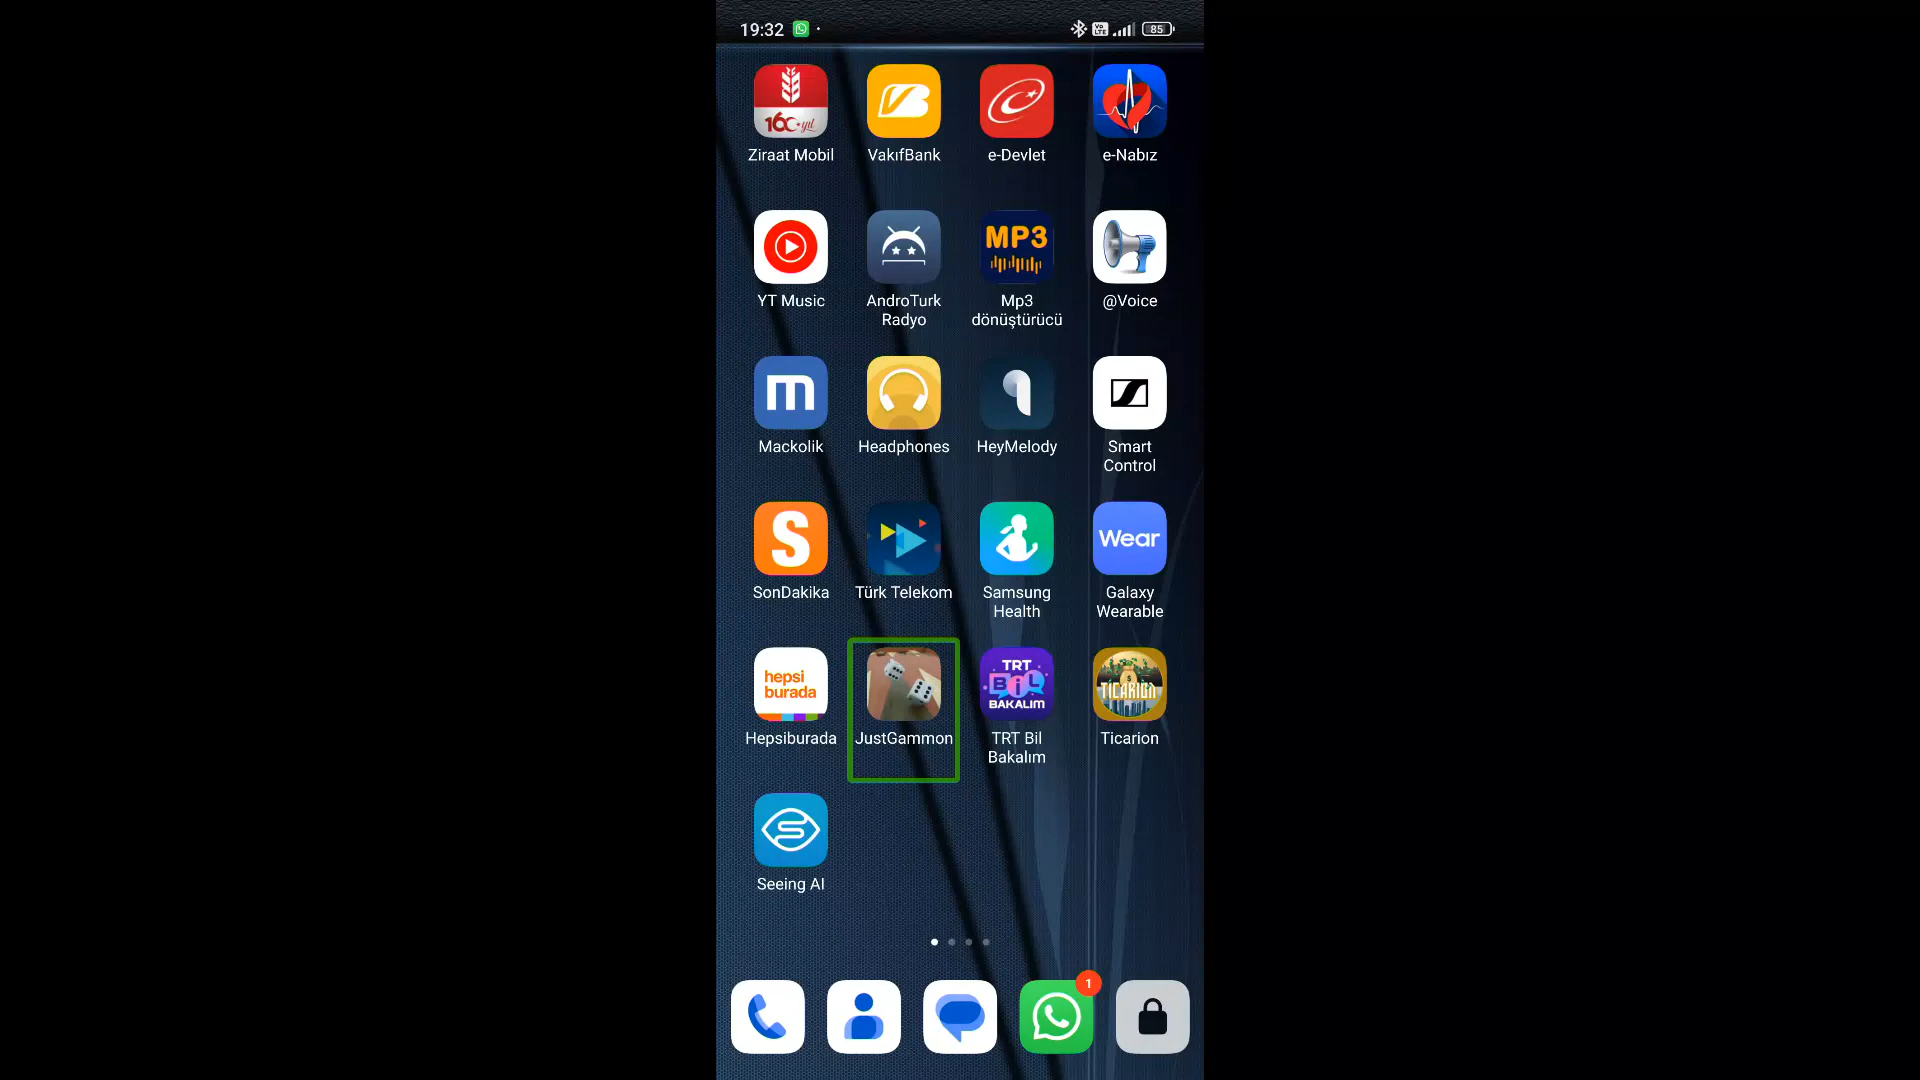 19:32
Vo LTE
85
160.yıl
Ziraat Mobil
VakıfBank
e-Devlet
e-Nabız
MP3
YT Music
AndroTurk Radyo
Mp3 dönüştürücü
@Voice
m
Mackolik
Headphones
HeyMelody
Smart Control
S
Wear
SonDakika
Türk Telekom
Samsung Health
Galaxy Wearable
hepsi burada
TRT BİL BAKALIM
TICARION
Hepsiburada
JustGammon
TRT Bil Bakalım
Ticarion
Seeing AI
1